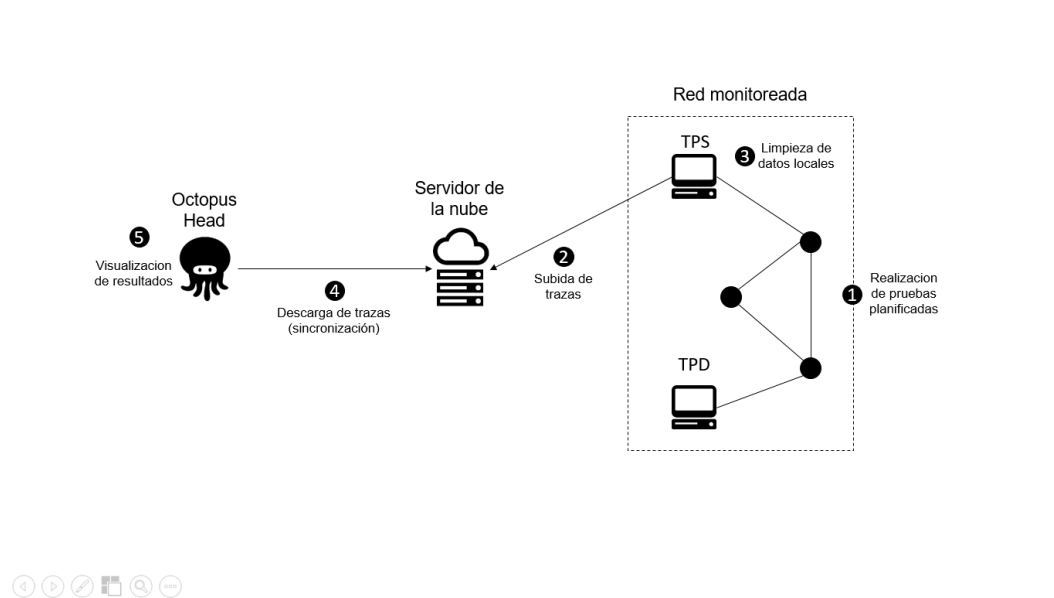 Red monitoreada
TPS
3
Limpieza de
datos locales
Servidor de
la nube
Octopus
Head
5
Visualizacion
de resultados
2
Subida de
trazas
4
Descarga de trazas
(sincronización)
1
Realizacion
de pruebas
planificadas
TPD